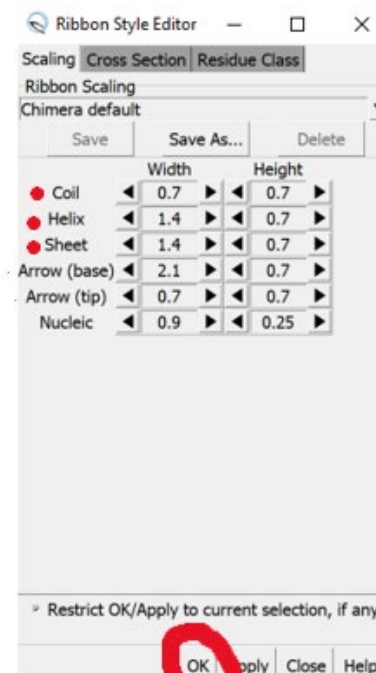 Ribbon Style Editor
Scaling Cross Section Residue Class
Ribbon Scaling
Chimera default
Save Save As... Delete
Width Height
Coil 0.7 0.7
Helix 1.4 0.7
Sheet 1.4 0.7
Arrow (base) 2.1 0.7
Arrow (tip) 0.7 0.7
Nucleic 0.9 0.25
Restrict OK/Apply to current selection, if any
OK Apply Close Help